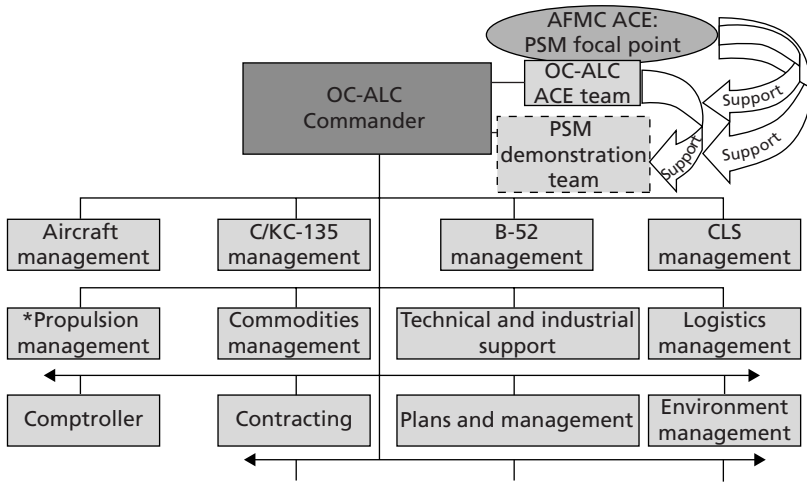 AFMC ACE:
PSM focal point
OC-ALC
Commander
OC-ALC
ACE team
Support
PSM
demonstration
team
Support
Support
Aircraft
management
C/KC-135
management
B-52
management
CLS
management
*Propulsion
management
Commodities
management
Technical and industrial
support
Logistics
management
Comptroller
Contracting
Plans and management
Environment
management